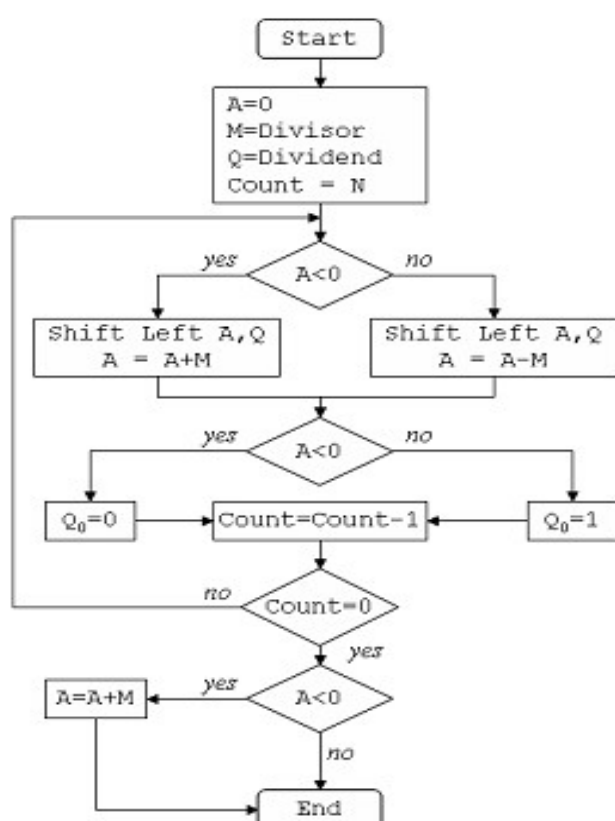 Start
A=0
M=Divisor
Q=Dividend
Count = N
A<0
yes
no
Shift Left A,Q
A = A+M
Shift Left A,Q
A = A-M
A<0
yes
no
Q₀=0
Count=Count-1
Q₀=1
Count=0
no
yes
A<0
yes
A=A+M
no
End